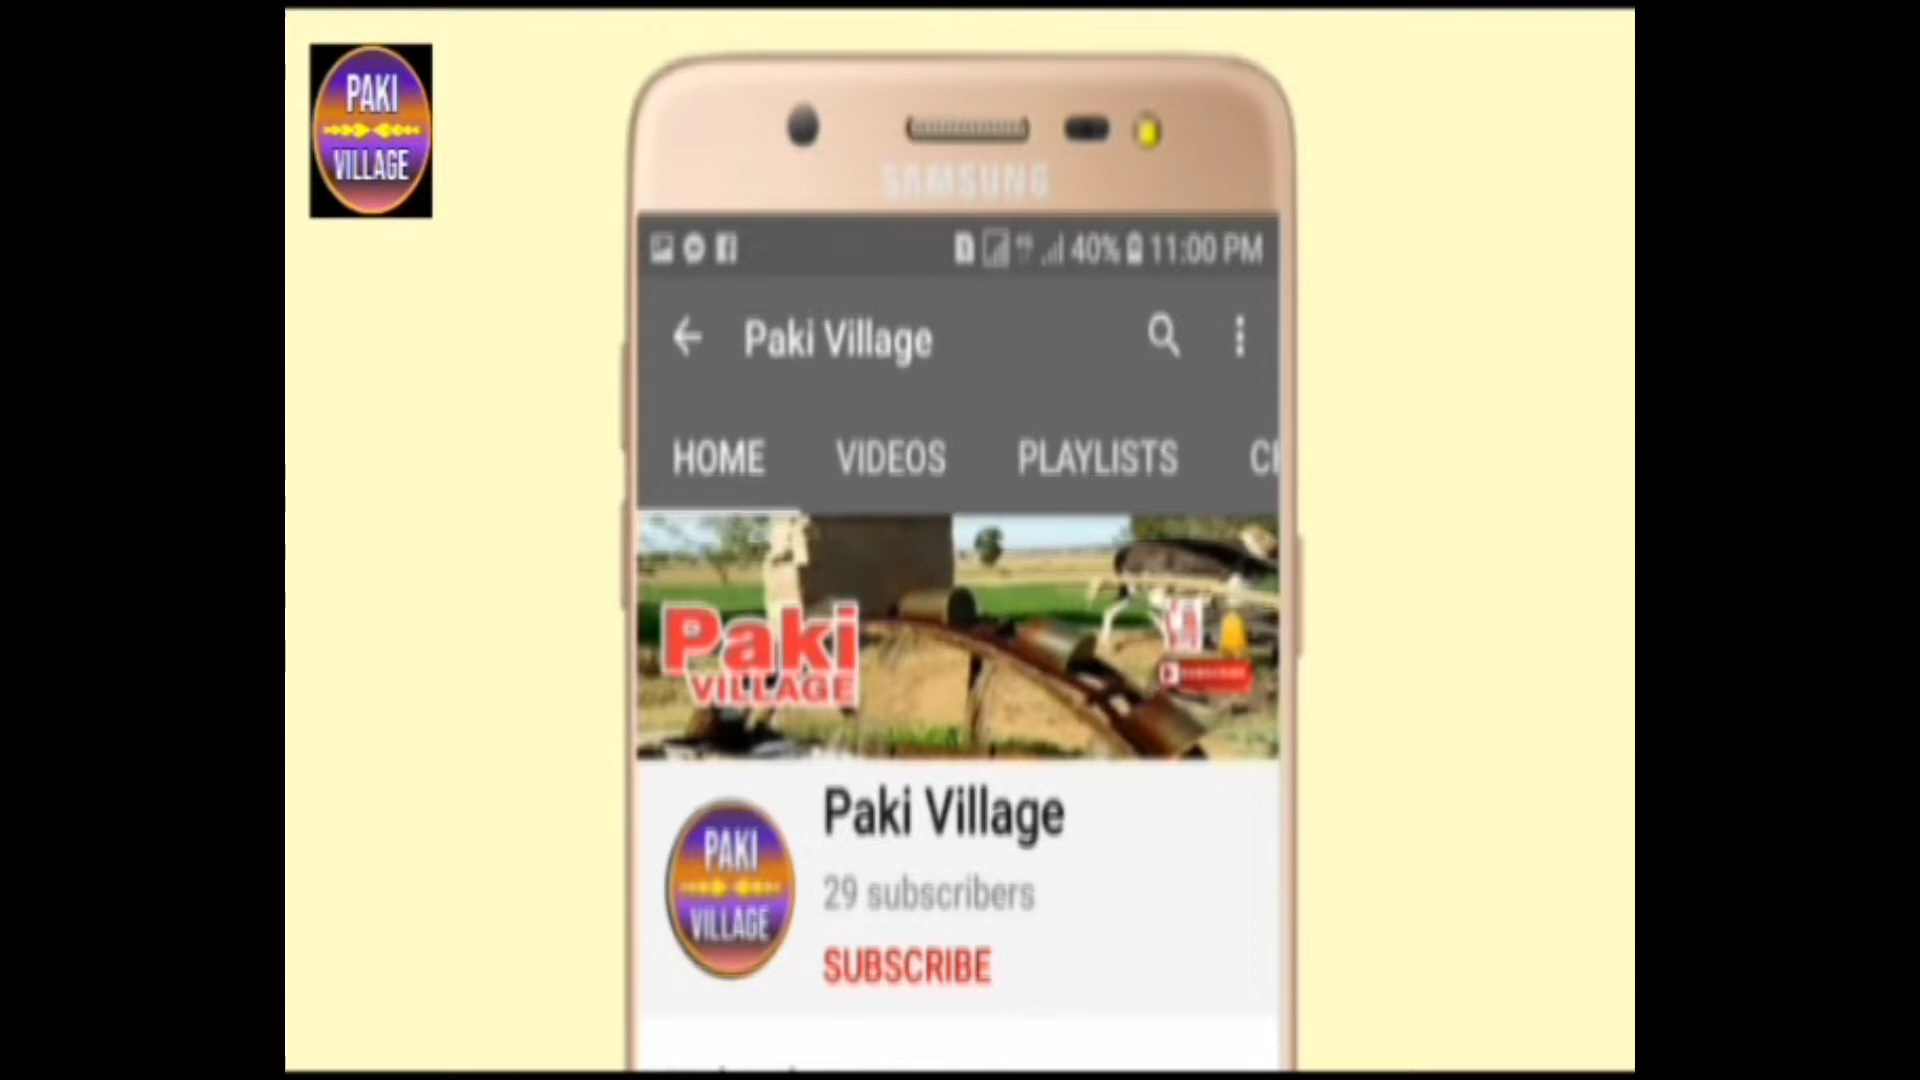 PAKI
VILLAGE
SAMSUNG
40% 11:00 PM
Paki Village
HOME VIDEOS PLAYLISTS
Paki
VILLAGE
Paki Village
PAKI
VILLAGE
29 subscribers
SUBSCRIBE